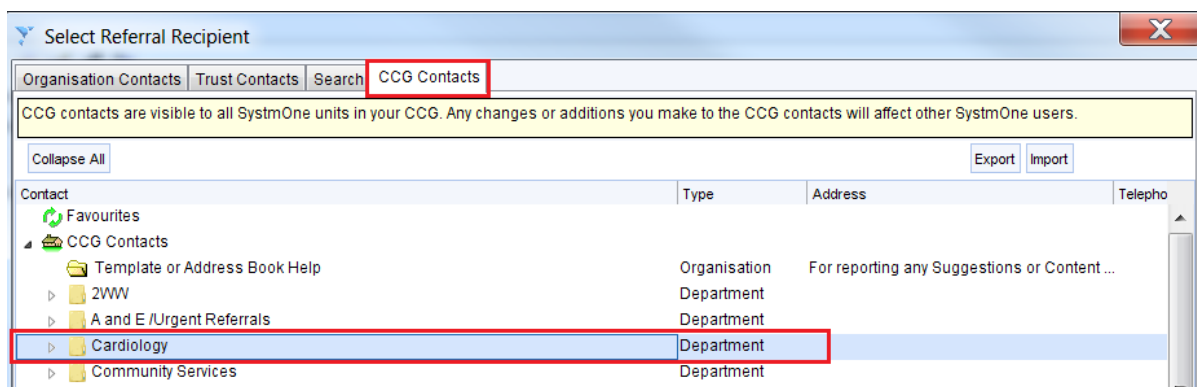 Select Referral Recipient
Organisation Contacts Trust Contacts Search CCG Contacts
CCG contacts are visible to all SystmOne units in your CCG. Any changes or additions you make to the CCG contacts will affect other SystmOne users.
Collapse All Export Import
Contact Type Address Telepho
Favourites
CCG Contacts
Template or Address Book Help Organisation For reporting any Suggestions or Content ...
2WW Department
A and E /Urgent Referrals Department
Cardiology Department
Community Services Department